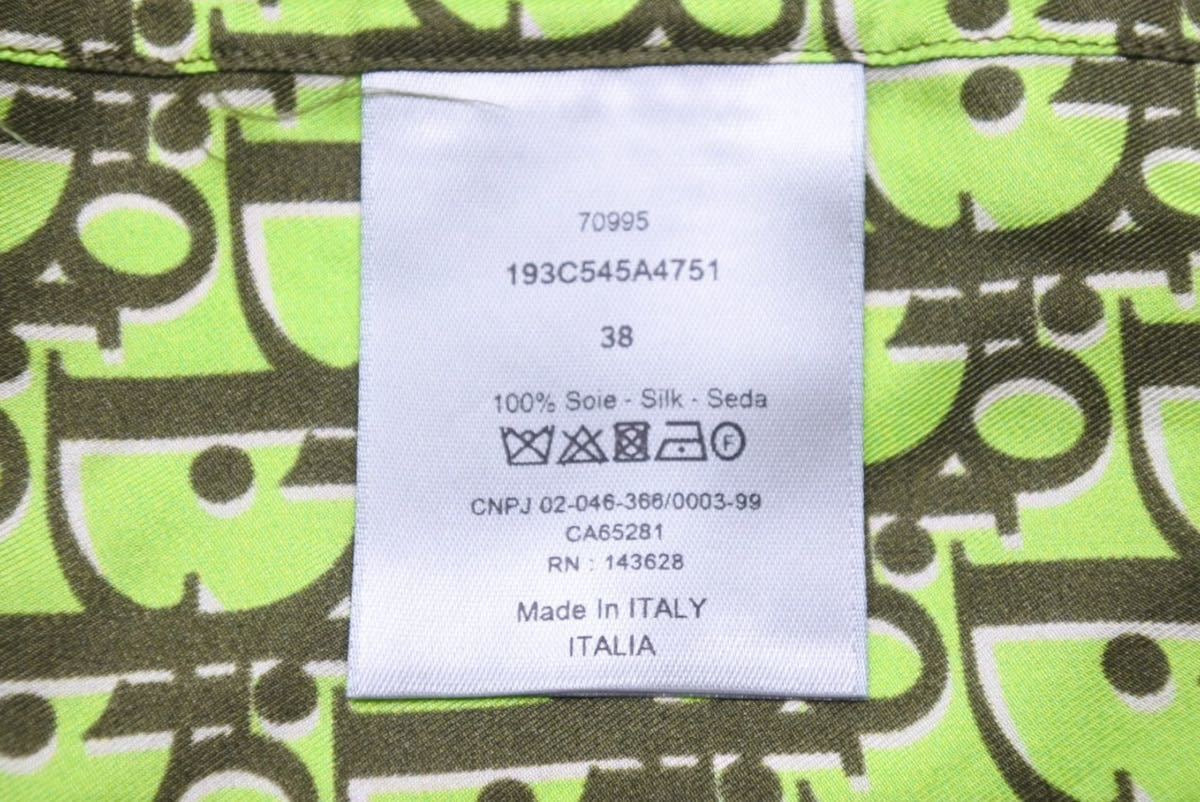 70995
193C545A4751
38
100% Soie - Silk - Seda
F
CNPJ 02-046-366/0003-99
CA65281
RN : 143628
Made In ITALY
ITALIA